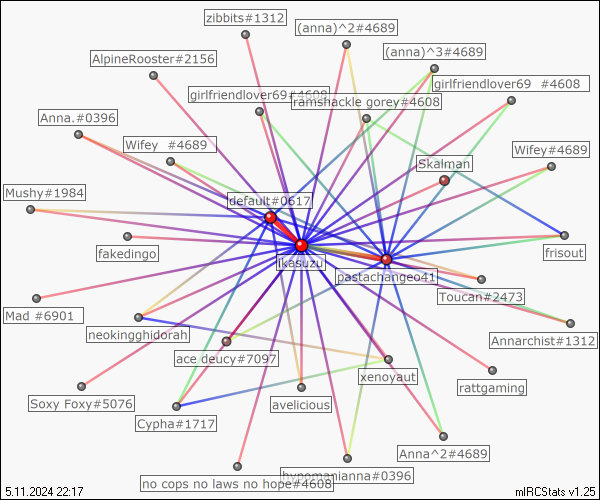 zibbits#1312
(anna)^2#4689
(anna)^3#4689
AlpineRooster#2156
girlfriendlover69 #4608
girlfriendlover69#4608
ramshackle gorey#4608
Anna.#0396
Wifey #4689
Wifey#4689
Skalman
Mushy#1984
default#0617
fakedingo
ikasuzu
frisout
pastachangeo41
Toucan#2473
Mad #6901
neokingghidorah
Annarchist#1312
ace deucy#7097
xenoyaut
rattgaming
Soxy Foxy#5076
avelicious
Cypha#1717
Anna^2#4689
hypomanianna#0396
no cops no laws no hope#4608
5.11.2024 22:17
mIRCStats v1.25